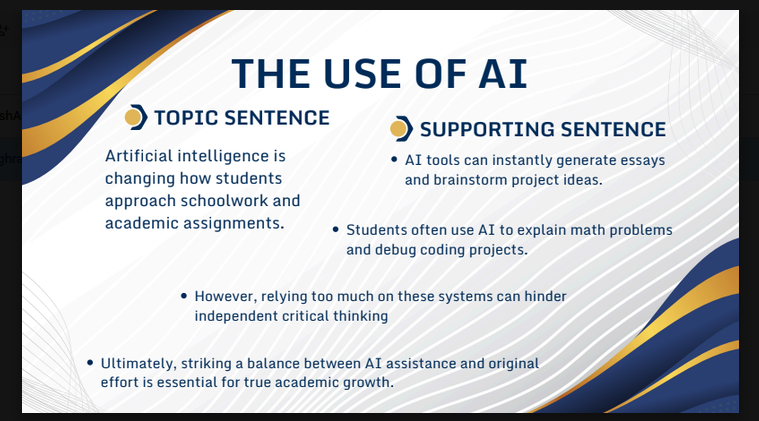 THE USE OF AI
TOPIC SENTENCE
Artificial intelligence is
changing how students
approach schoolwork and
academic assignments.
SUPPORTING SENTENCE
• AI tools can instantly generate essays
and brainstorm project ideas.
• Students often use AI to explain math problems
and debug coding projects.
• However, relying too much on these systems can hinder
independent critical thinking
• Ultimately, striking a balance between AI assistance and original
effort is essential for true academic growth.